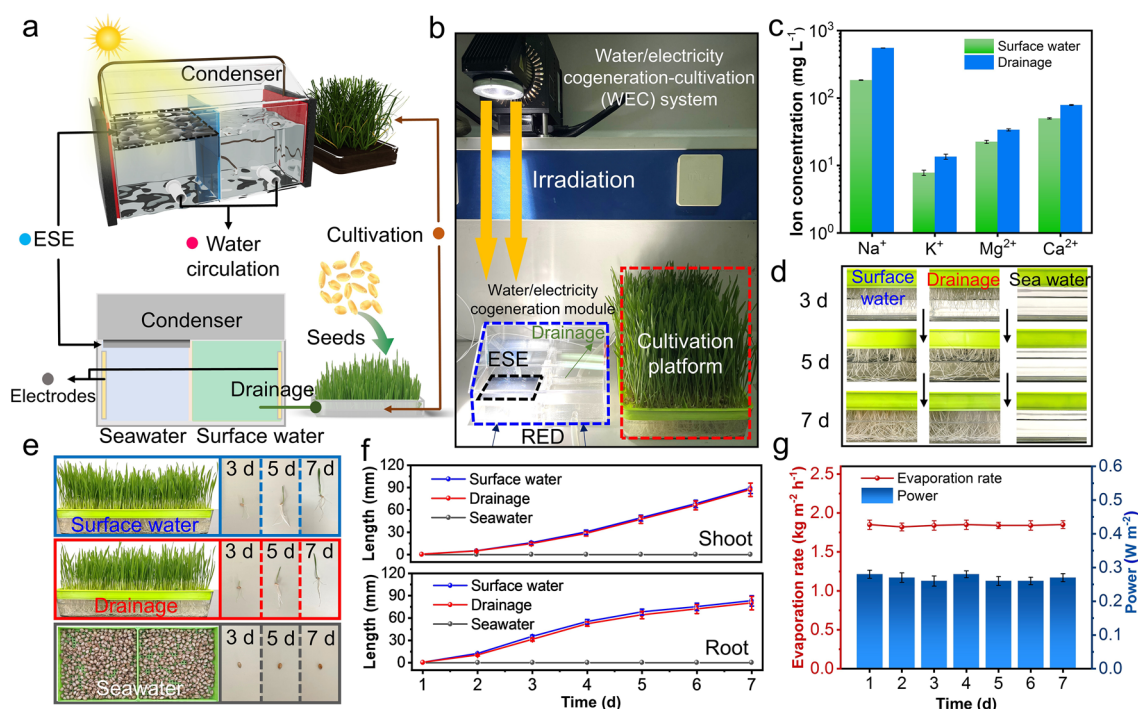 a
Condenser
ESE
Water
circulation
Cultivation
Seeds
Condenser
Drainage
Electrodes
Seawater
Surface water
b
Water/electricity
cogeneration-cultivation
(WEC) system
Irradiation
Water/electricity
cogeneration module
Drainage
ESE
Cultivation
platform
RED
c
Ion concentration (mg L⁻¹)
10³
10²
10¹
10⁰
Surface water
Drainage
Na⁺
K⁺
Mg²⁺
Ca²⁺
d
Surface
water
Drainage
Sea water
3 d
5 d
7 d
e
3 d
5 d
7 d
Surface water
3 d
5 d
7 d
Drainage
3 d
5 d
7 d
Seawater
f
Length (mm)
120
90
60
30
0
Surface water
Drainage
Seawater
Shoot
Length (mm)
120
90
60
30
0
Surface water
Drainage
Seawater
Root
1 2 3 4 5 6 7
Time (d)
g
Evaporation rate (kg m⁻² h⁻¹)
2.5
2.0
1.5
1.0
0.5
0.0
Evaporation rate
Power
0.6
0.5
0.4
0.3
0.2
0.1
0.0
Power (W m⁻²)
1 2 3 4 5 6 7
Time (d)